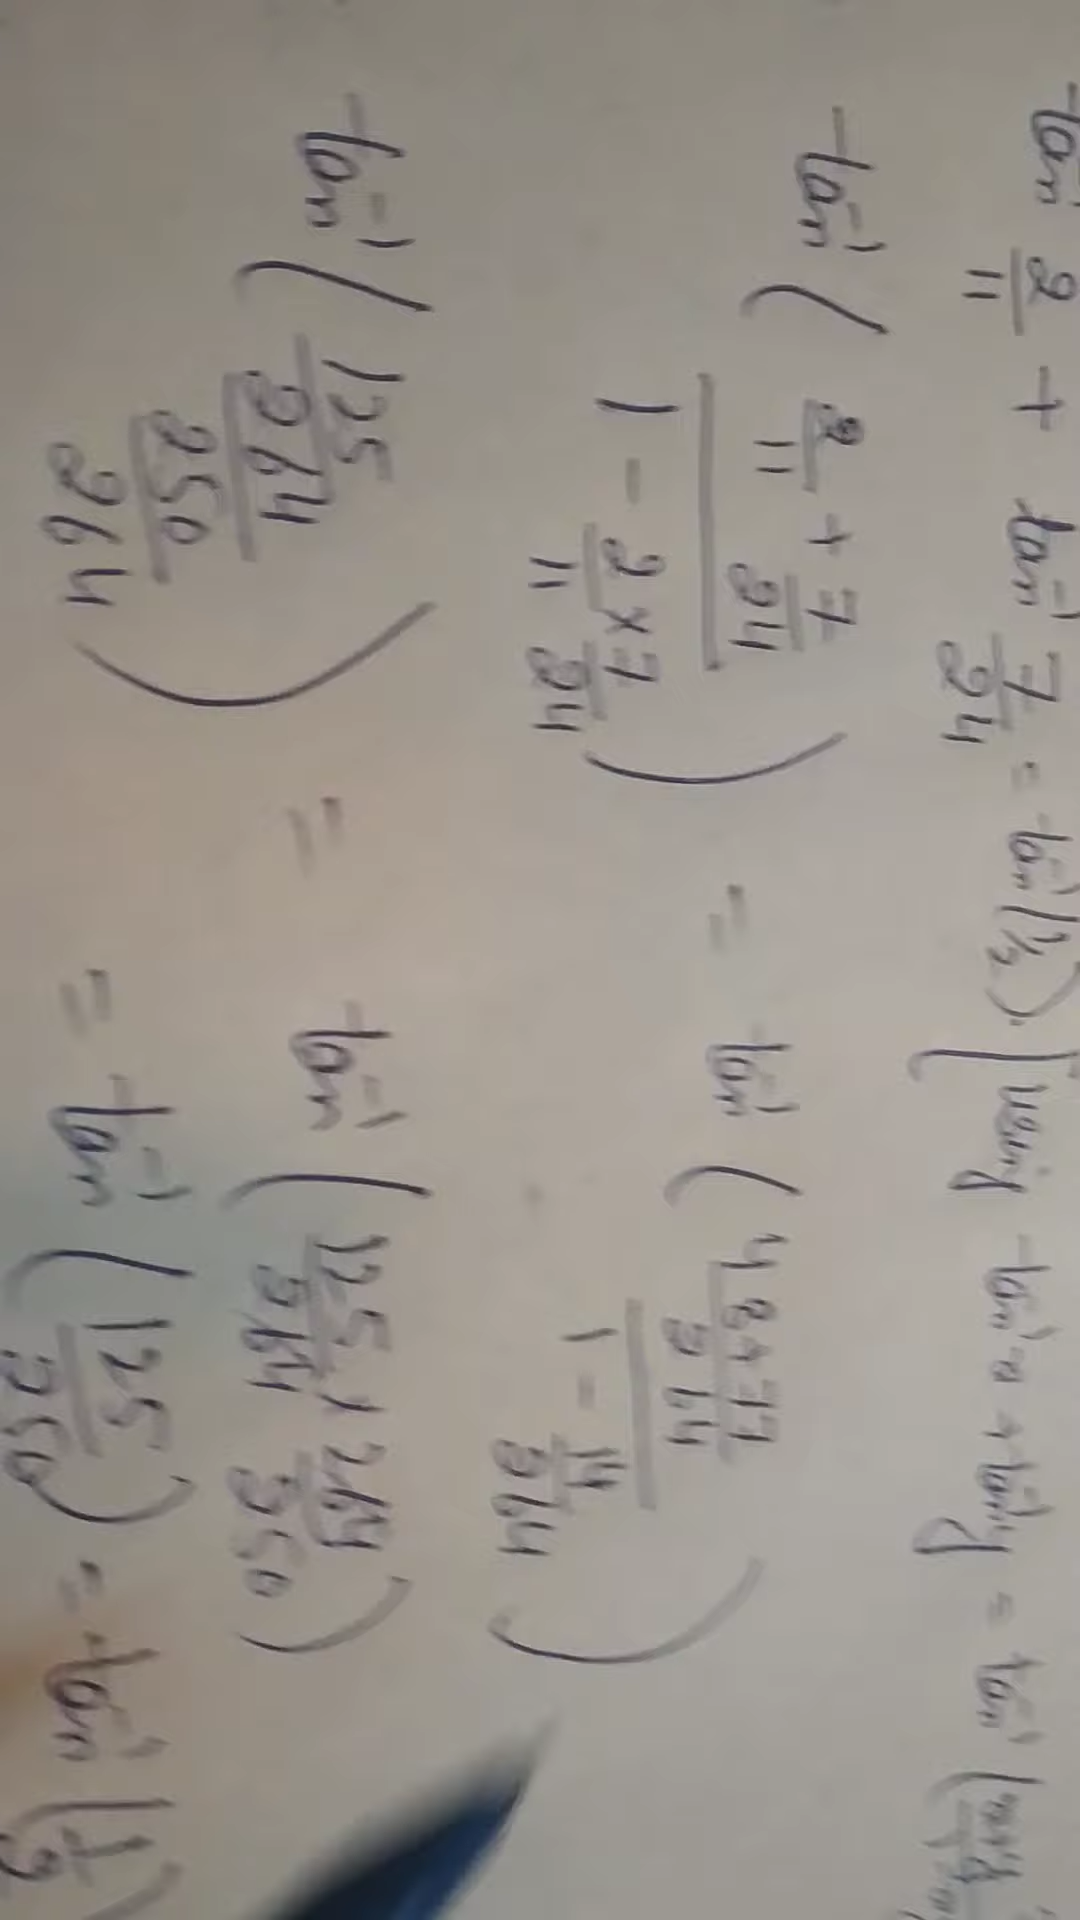 tan⁻¹ 2/11 + tan⁻¹ 7/24 = tan⁻¹(1/2). [using tan⁻¹x + tan⁻¹y = tan⁻¹(
tan⁻¹((2/11 + 7/24)/(1 - 2/11 × 7/24)) = tan⁻¹((48+77/264)/(1 - 14/264))
tan⁻¹((125/264)/(250/264)) = tan⁻¹(125/264 / 264/250)
= tan⁻¹(125/250) = tan⁻¹(1/2)